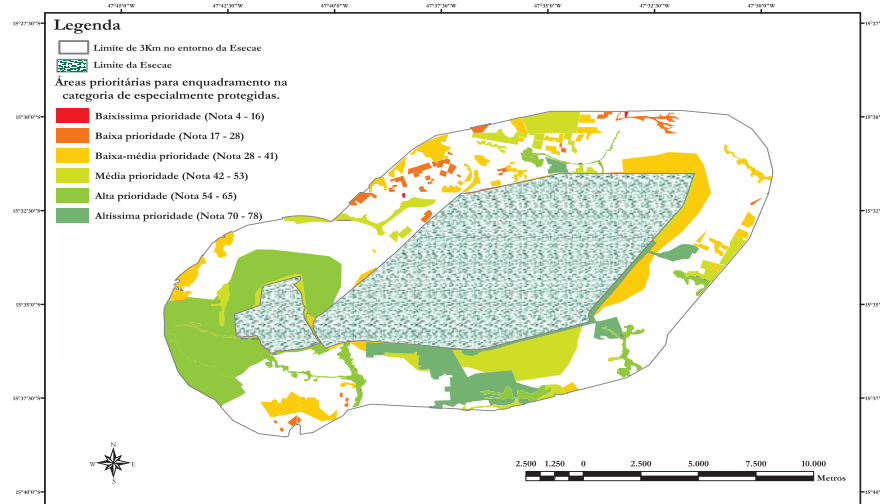 47°45'0"W 47°42'30"W 47°40'0"W 47°37'30"W 47°35'0"W 47°32'30"W 47°30'0"W
Legenda
Limite de 3Km no entorno da Esecae
Limite da Esecae
Áreas prioritárias para enquadramento na
categoria de especialmente protegidas.
Baixíssima prioridade (Nota 4 - 16)
Baixa prioridade (Nota 17 - 28)
Baixa-média prioridade (Nota 28 - 41)
Média prioridade (Nota 42 - 53)
Alta prioridade (Nota 54 - 65)
Altíssima prioridade (Nota 70 - 78)
15°27'30"S
15°30'0"S
15°32'30"S
15°35'0"S
15°37'30"S
15°40'0"S
N
W E
S
2.500 1.250 0 2.500 5.000 7.500 10.000
Metros